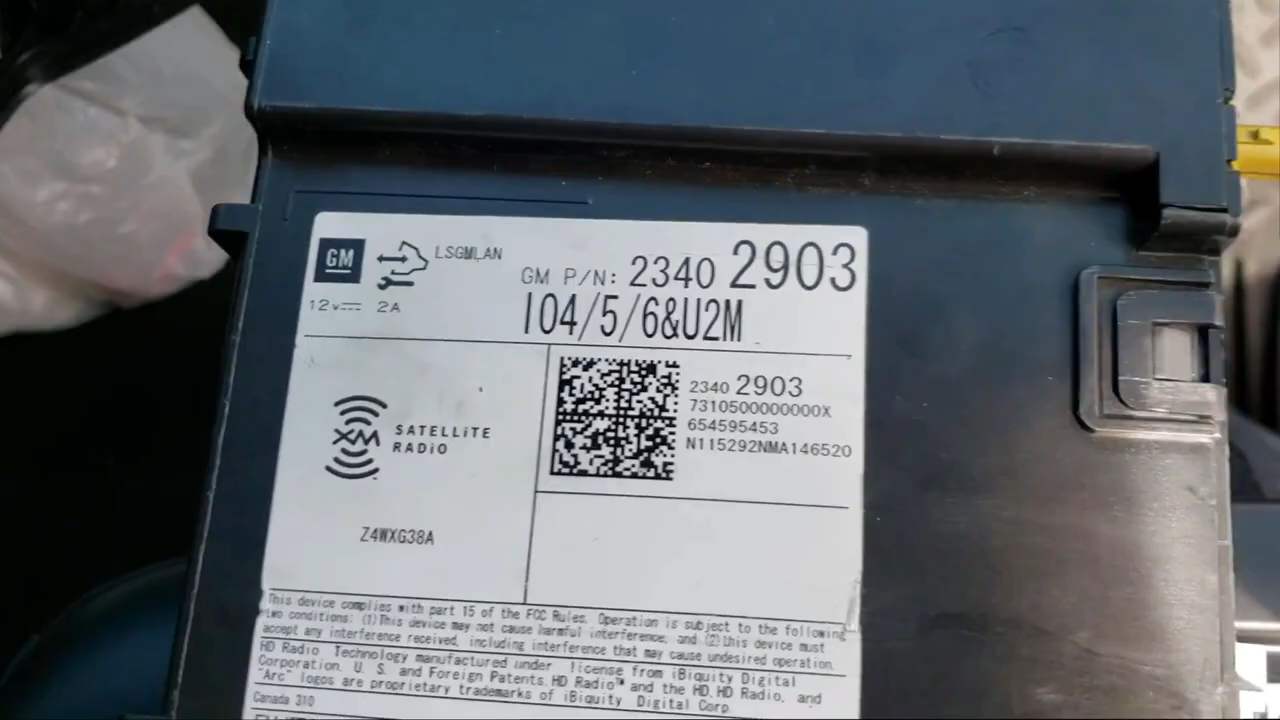 GM
LSGMLAN
GM P/N: 2340 2903
12v 2A
IO4/5/6&U2M
2340 2903
7310500000000X
654595453
N115292NMA146520
XM SATELLiTE
RADiO
Z4WXG38A
This device complies with part 15 of the FCC Rules. Operation is subject to the following
two conditions: (1)This device may not cause harmful interference, and (2)this device must
accept any interference received, including interference that may cause undesired operation.
HD Radio Technology manufactured under license from iBiquity Digital
Corporation. U. S. and Foreign Patents. HD Radio™ and the HD, HD Radio, and
"Arc" logos are proprietary trademarks of iBiquity Digital Corp.
Canada 310